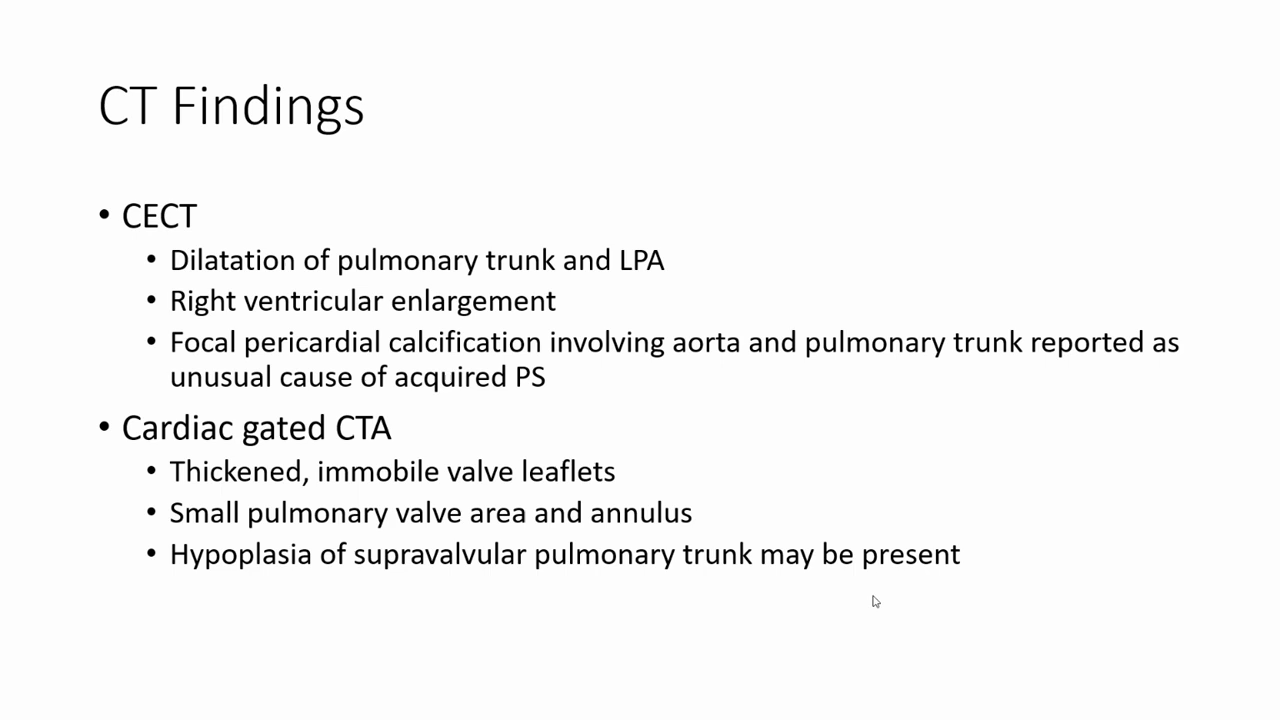 CT Findings
• CECT
• Dilatation of pulmonary trunk and LPA
• Right ventricular enlargement
• Focal pericardial calcification involving aorta and pulmonary trunk reported as
unusual cause of acquired PS
• Cardiac gated CTA
• Thickened, immobile valve leaflets
• Small pulmonary valve area and annulus
• Hypoplasia of supravalvular pulmonary trunk may be present